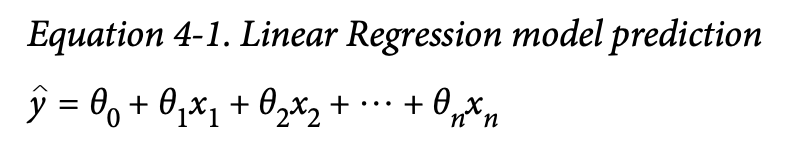 Equation 4-1. Linear Regression model prediction
ŷ = θ₀ + θ₁x₁ + θ₂x₂ + ⋯ + θₙxₙ